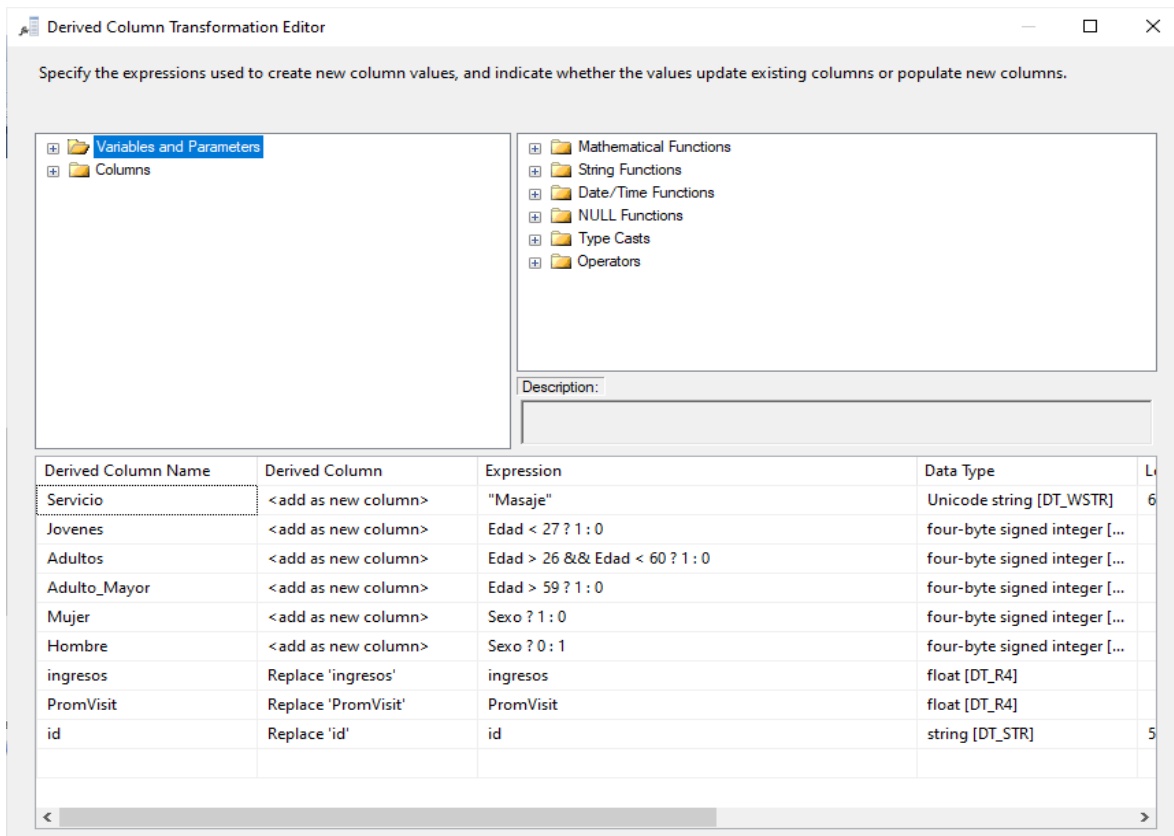 Derived Column Transformation Editor
Specify the expressions used to create new column values, and indicate whether the values update existing columns or populate new columns.
Variables and Parameters
Columns
Mathematical Functions
String Functions
Date/Time Functions
NULL Functions
Type Casts
Operators
Description:
Derived Column Name Derived Column Expression Data Type
Servicio <add as new column> "Masaje" Unicode string [DT_WSTR] 6
Jovenes <add as new column> Edad < 27 ? 1 : 0 four-byte signed integer [...
Adultos <add as new column> Edad > 26 && Edad < 60 ? 1 : 0 four-byte signed integer [...
Adulto_Mayor <add as new column> Edad > 59 ? 1 : 0 four-byte signed integer [...
Mujer <add as new column> Sexo ? 1 : 0 four-byte signed integer [...
Hombre <add as new column> Sexo ? 0 : 1 four-byte signed integer [...
ingresos Replace 'ingresos' ingresos float [DT_R4]
PromVisit Replace 'PromVisit' PromVisit float [DT_R4]
id Replace 'id' id string [DT_STR] 5